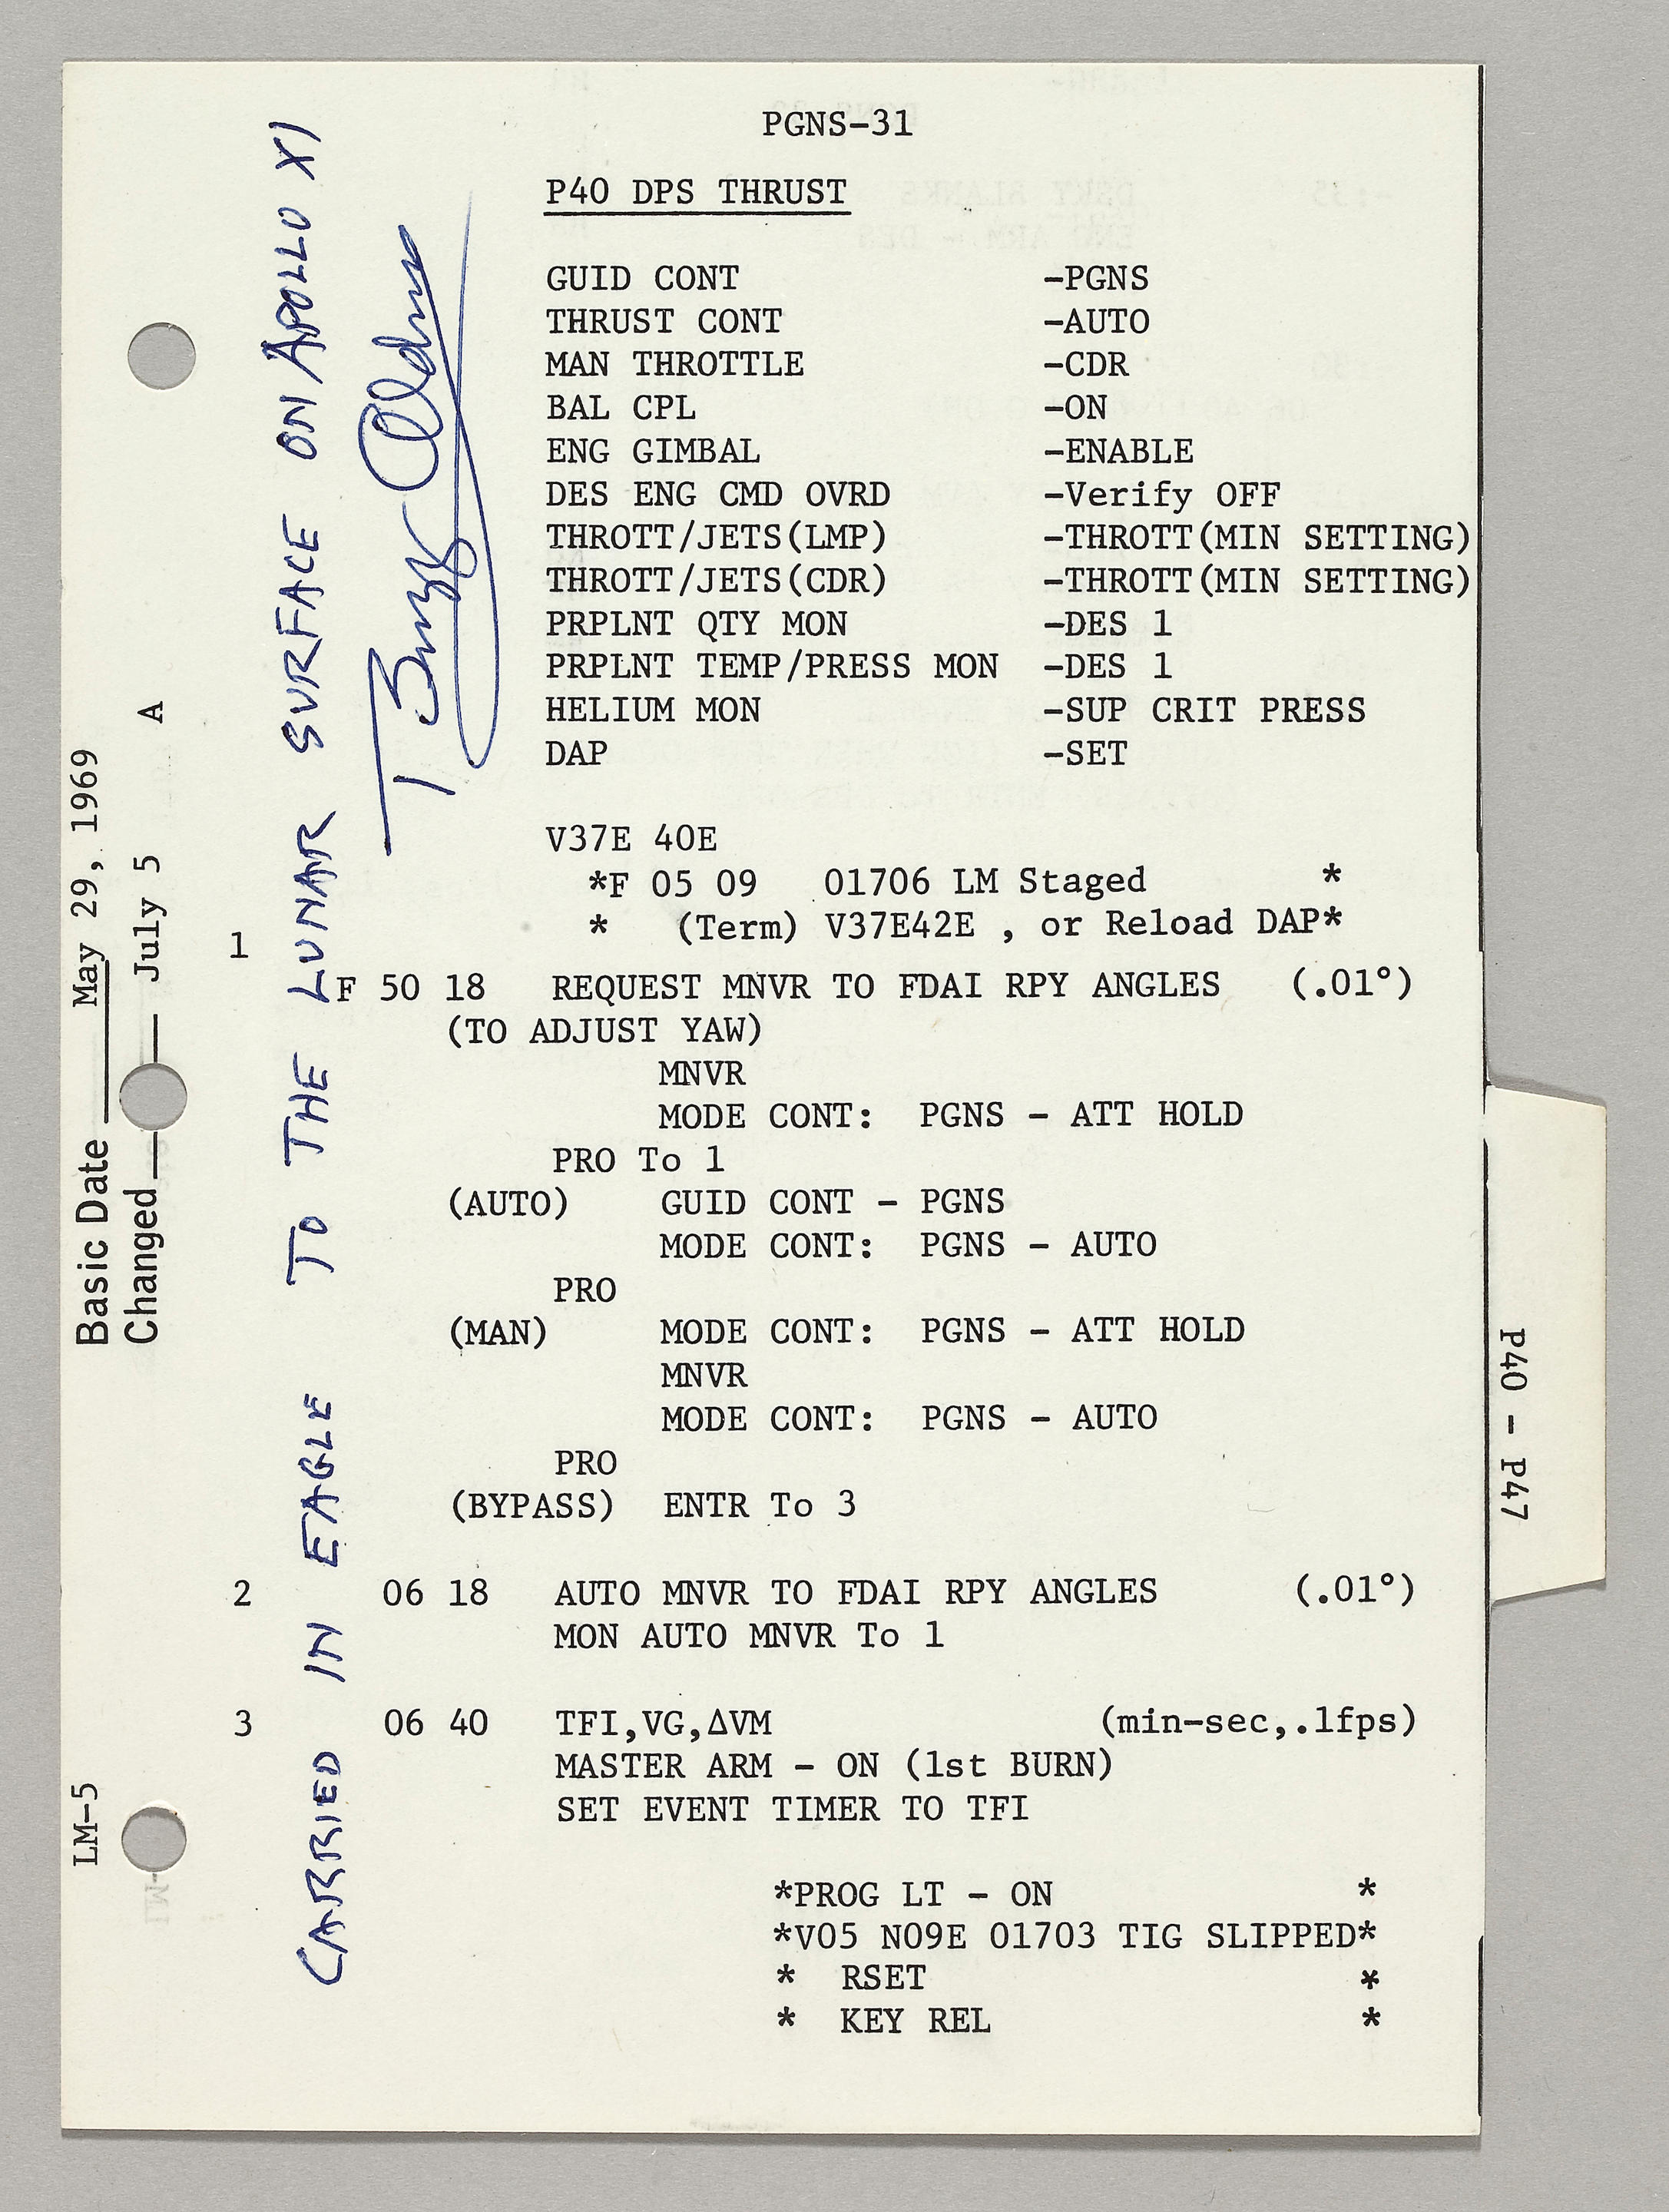 PGNS-31
P40 DPS THRUST
GUID CONT -PGNS
THRUST CONT -AUTO
MAN THROTTLE -CDR
BAL CPL -ON
ENG GIMBAL -ENABLE
DES ENG CMD OVRD -Verify OFF
THROTT/JETS(LMP) -THROTT(MIN SETTING)
THROTT/JETS(CDR) -THROTT(MIN SETTING)
PRPLNT QTY MON -DES 1
PRPLNT TEMP/PRESS MON -DES 1
HELIUM MON -SUP CRIT PRESS
DAP -SET
V37E 40E
*F 05 09 01706 LM Staged *
* (Term) V37E42E , or Reload DAP*
1
F 50 18 REQUEST MNVR TO FDAI RPY ANGLES (.01°)
(TO ADJUST YAW)
MNVR
MODE CONT: PGNS - ATT HOLD
PRO To 1
(AUTO) GUID CONT - PGNS
MODE CONT: PGNS - AUTO
PRO
(MAN) MODE CONT: PGNS - ATT HOLD
MNVR
MODE CONT: PGNS - AUTO
PRO
(BYPASS) ENTR To 3
2 06 18 AUTO MNVR TO FDAI RPY ANGLES (.01°)
MON AUTO MNVR To 1
3 06 40 TFI,VG,ΔVM (min-sec,.1fps)
MASTER ARM - ON (1st BURN)
SET EVENT TIMER TO TFI
*PROG LT - ON *
*V05 N09E 01703 TIG SLIPPED*
* RSET *
* KEY REL *
CARRIED IN EAGLE TO THE LUNAR SURFACE ON APOLLO XI
Buzz Aldrin
LM-5 Basic Date May 29, 1969
Changed July 5 A
P40 - P47